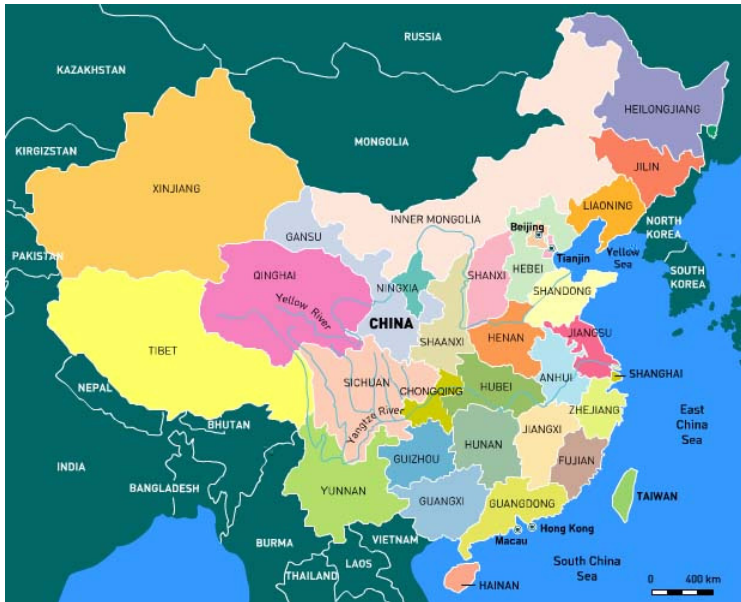 RUSSIA
KAZAKHSTAN
HEILONGJIANG
MONGOLIA
KIRGIZSTAN
JILIN
XINJIANG
LIAONING
INNER MONGOLIA
NORTH
KOREA
Beijing
GANSU
Tianjin
Yellow
Sea
PAKISTAN
SHANXI
HEBEI
QINGHAI
SOUTH
KOREA
NINGXIA
SHANDONG
Yellow River
CHINA
JIANGSU
HENAN
TIBET
SHAANXI
SHANGHAI
ANHUI
SICHUAN
NEPAL
CHONGQING
HUBEI
ZHEJIANG
East
China
Sea
BHUTAN
Yangtze River
JIANGXI
HUNAN
GUIZHOU
FUJIAN
INDIA
BANGLADESH
YUNNAN
TAIWAN
GUANGXI
GUANGDONG
Hong Kong
Macau
BURMA
VIETNAM
LAOS
South China
Sea
THAILAND
HAINAN
0 400 km